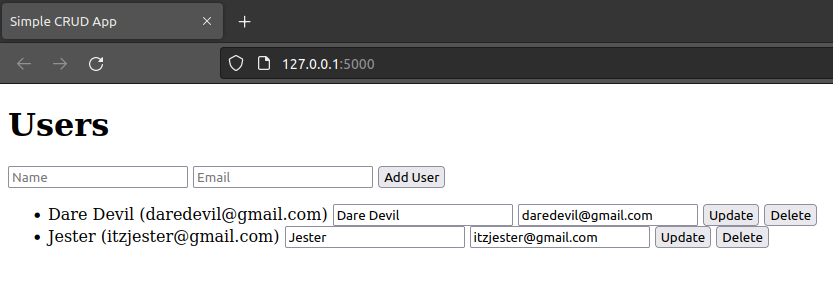 Simple CRUD App
127.0.0.1:5000
Users
Name Email Add User
• Dare Devil (daredevil@gmail.com) Dare Devil daredevil@gmail.com Update Delete
• Jester (itzjester@gmail.com) Jester itzjester@gmail.com Update Delete